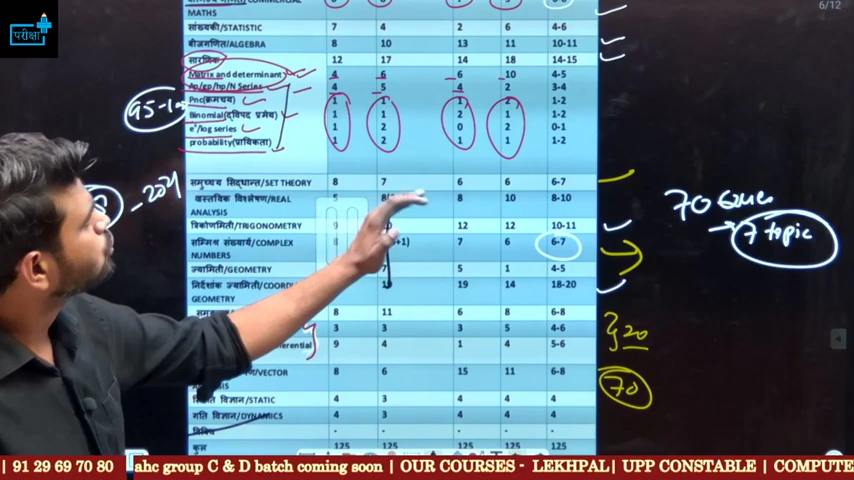 परीक्षा
6/12
MATHS
सांख्यकी/STATISTIC 7 4 2 6 4-6
बीजगणित/ALGEBRA 8 10 13 11 10-11
सारणिक 12 17 14 18 14-15
Matrix and determinant 4 6 6 10 4-5
Ap/gp/hp/N Series 4 5 4 2 3-4
Pnc(क्रमचय) 1 1 1 2 1-2
Binomial(द्विपद प्रमेय) 1 1 2 1 1-2
e^x/log series 1 2 0 2 0-1
probability(प्रायिकता) 1 2 1 1 1-2
समुच्चय सिद्धान्त/SET THEORY 8 7 6 6 6-7
वास्तविक विश्लेषण/REAL ANALYSIS 5 8 10 8-10
त्रिकोणमिती/TRIGONOMETRY 9 12 12 10-11
सम्मिश्र संख्यायें/COMPLEX NUMBERS 8 +1) 7 6 6-7
ज्यामिती/GEOMETRY 7 5 1 4-5
निर्देशांक ज्यामिती/COORD
GEOMETRY 19 19 14 18-20
8 11 6 8 6-8
3 3 3 5 4-6
erential 9 4 1 4 5-6
/VECTOR 8 6 15 11 6-8
विज्ञान/STATIC 4 3 4 4 4
गति विज्ञान/DYNAMICS 4 3 4 4 4
विविध - - - - -
कुल 125 125 125 125 125
70
7 topic
20
70
| 91 29 69 70 80 | ahc group C & D batch coming soon | OUR COURSES - LEKHPAL| UPP CONSTABLE | COMPUTE